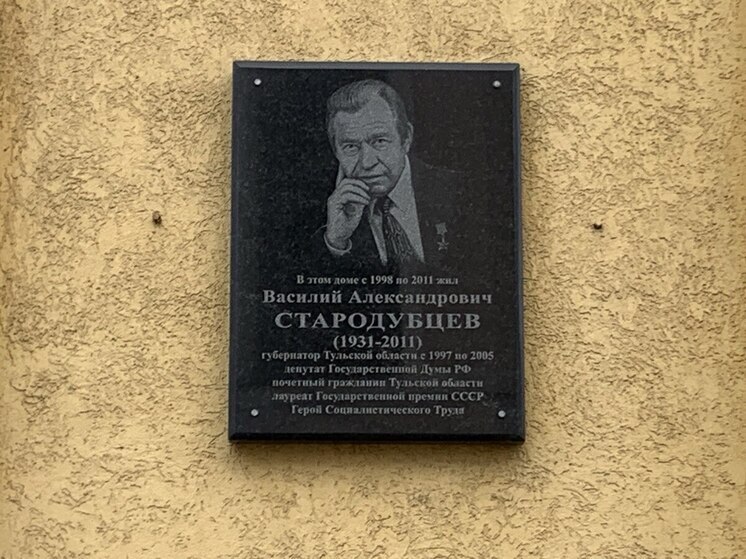 В этом доме с 1998 по 2011 жил
Василий Александрович
СТАРОДУБЦЕВ
(1931-2011)
губернатор Тульской области с 1997 по 2005
депутат Государственной Думы РФ
почетный гражданин Тульской области
лауреат Государственной премии СССР
Герой Социалистического Труда